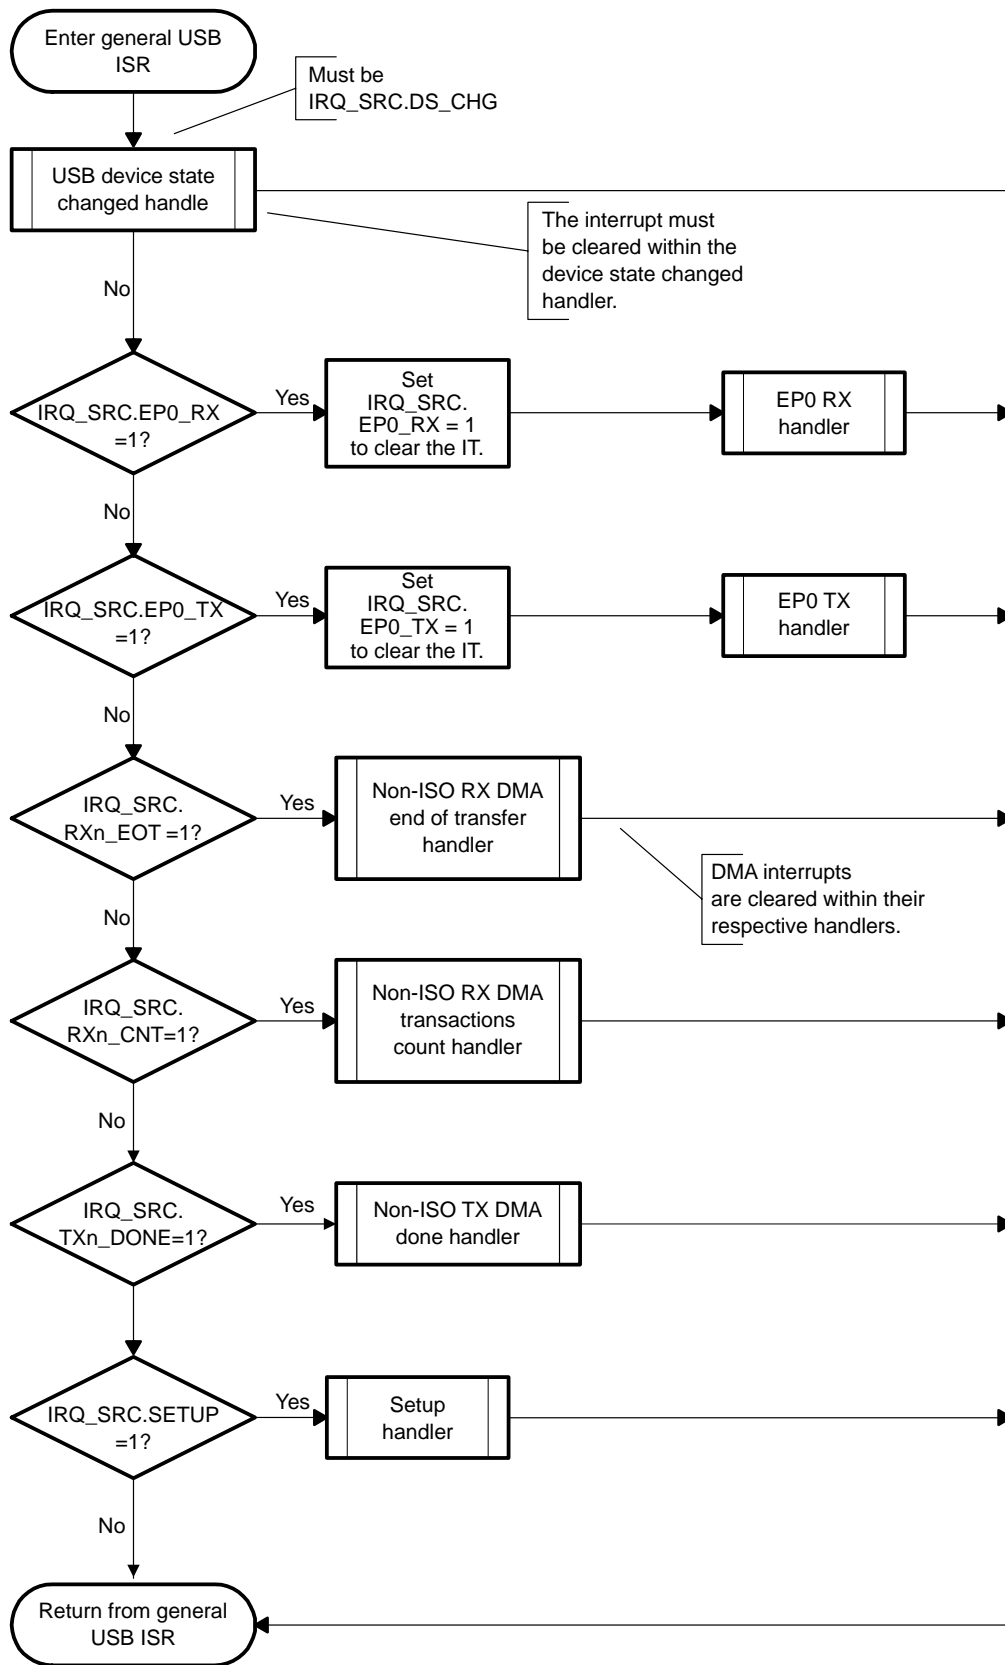 Enter general USB
ISR
Must be
IRQ_SRC.DS_CHG
USB device state
changed handle
The interrupt must
be cleared within the
device state changed
handler.
No
IRQ_SRC.EP0_RX
=1?
Yes
Set
IRQ_SRC.
EP0_RX = 1
to clear the IT.
EP0 RX
handler
No
IRQ_SRC.EP0_TX
=1?
Yes
Set
IRQ_SRC.
EP0_TX = 1
to clear the IT.
EP0 TX
handler
No
IRQ_SRC.
RXn_EOT =1?
Yes
Non-ISO RX DMA
end of transfer
handler
DMA interrupts
are cleared within their
respective handlers.
No
IRQ_SRC.
RXn_CNT=1?
Yes
Non-ISO RX DMA
transactions
count handler
No
IRQ_SRC.
TXn_DONE=1?
Yes
Non-ISO TX DMA
done handler
IRQ_SRC.SETUP
=1?
Yes
Setup
handler
No
Return from general
USB ISR